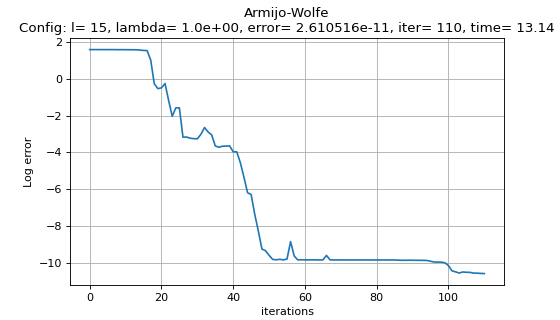 Armijo-Wolfe
Config: l= 15, lambda= 1.0e+00, error= 2.610516e-11, iter= 110, time= 13.14
2
0
−2
−4
−6
−8
−10
Log error
0 20 40 60 80 100
iterations